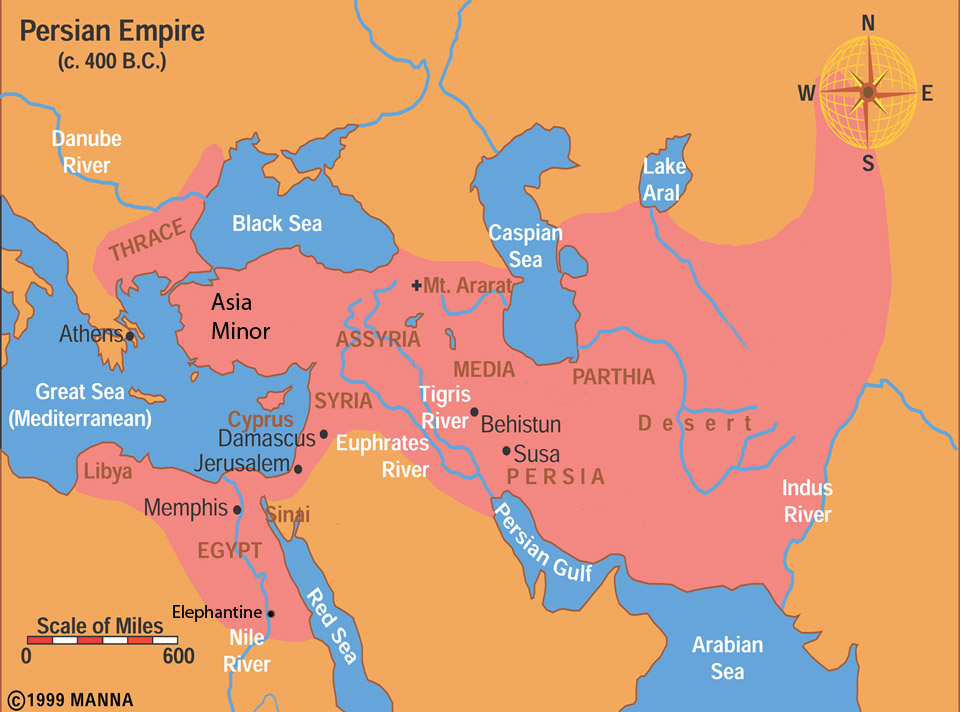 Persian Empire
(c. 400 B.C.)
N
W
E
S
Danube
River
Lake
Aral
THRACE
Black Sea
Caspian
Sea
Mt. Ararat
Asia
Minor
Athens
ASSYRIA
MEDIA
PARTHIA
Great Sea
(Mediterranean)
Cyprus
SYRIA
Tigris
River
Behistun
Desert
Damascus
Euphrates
River
Jerusalem
Susa
PERSIA
Libya
Memphis
Sinai
Indus
River
EGYPT
Persian Gulf
Elephantine
Red Sea
Nile
River
Arabian
Sea
Scale of Miles
0
600
©1999 MANNA